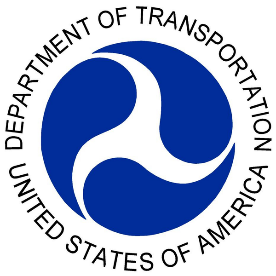 DEPARTMENT OF TRANSPORTATION
UNITED STATES OF AMERICA